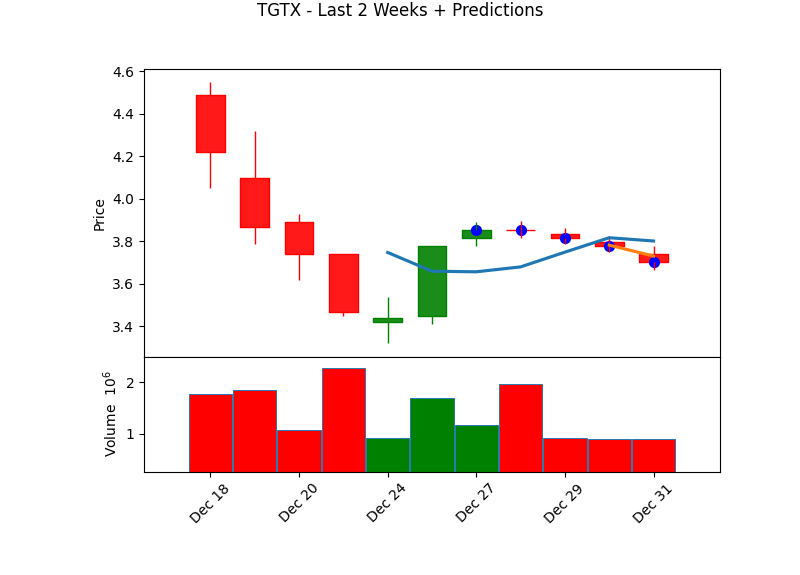 TGTX - Last 2 Weeks + Predictions
4.6
4.4
4.2
4.0
3.8
3.6
3.4
Price
2
1
Volume 10^6
Dec 18
Dec 20
Dec 24
Dec 27
Dec 29
Dec 31